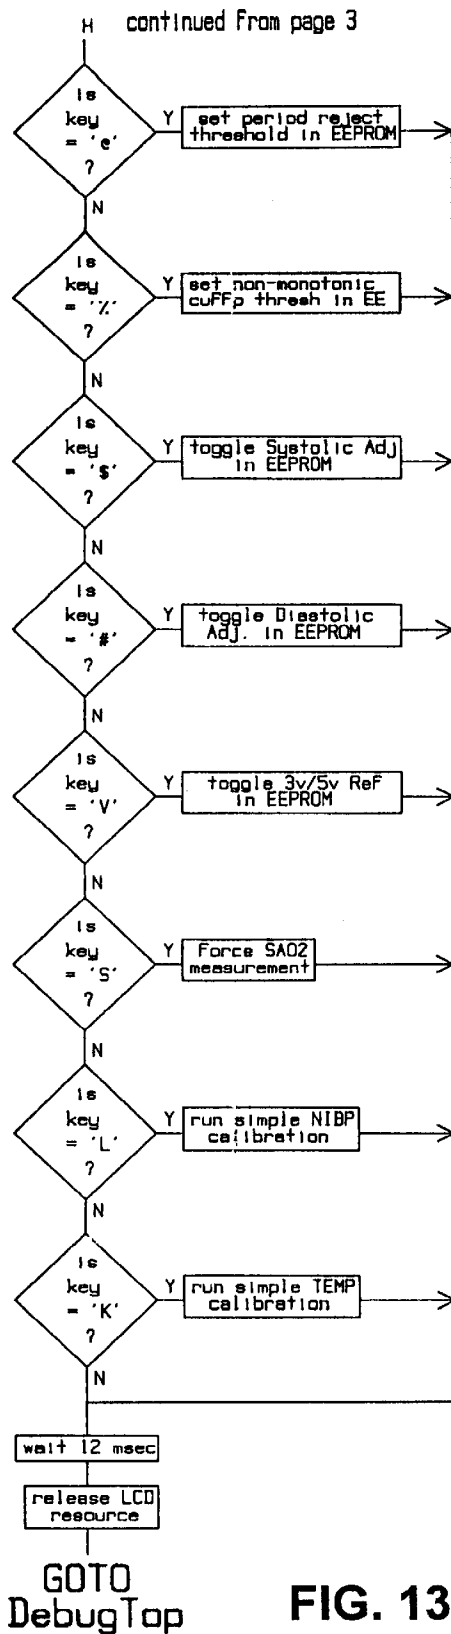 H continued from page 3
is
key
= 'e'
?
Y
set period reject
threshold in EEPROM
N
is
key
= '%'
?
Y
set non-monotonic
cuffp thresh in EE
N
is
key
= '$'
?
Y
toggle Systolic Adj
in EEPROM
N
is
key
= '#'
?
Y
toggle Diastolic
Adj. in EEPROM
N
is
key
= 'V'
?
Y
toggle 3v/5v Ref
in EEPROM
N
is
key
= 'S'
?
Y
Force SAO2
measurement
N
is
key
= 'L'
?
Y
run simple NIBP
calibration
N
is
key
= 'K'
?
Y
run simple TEMP
calibration
N
wait 12 msec
release LCD
resource
GOTO
DebugTop
FIG. 13